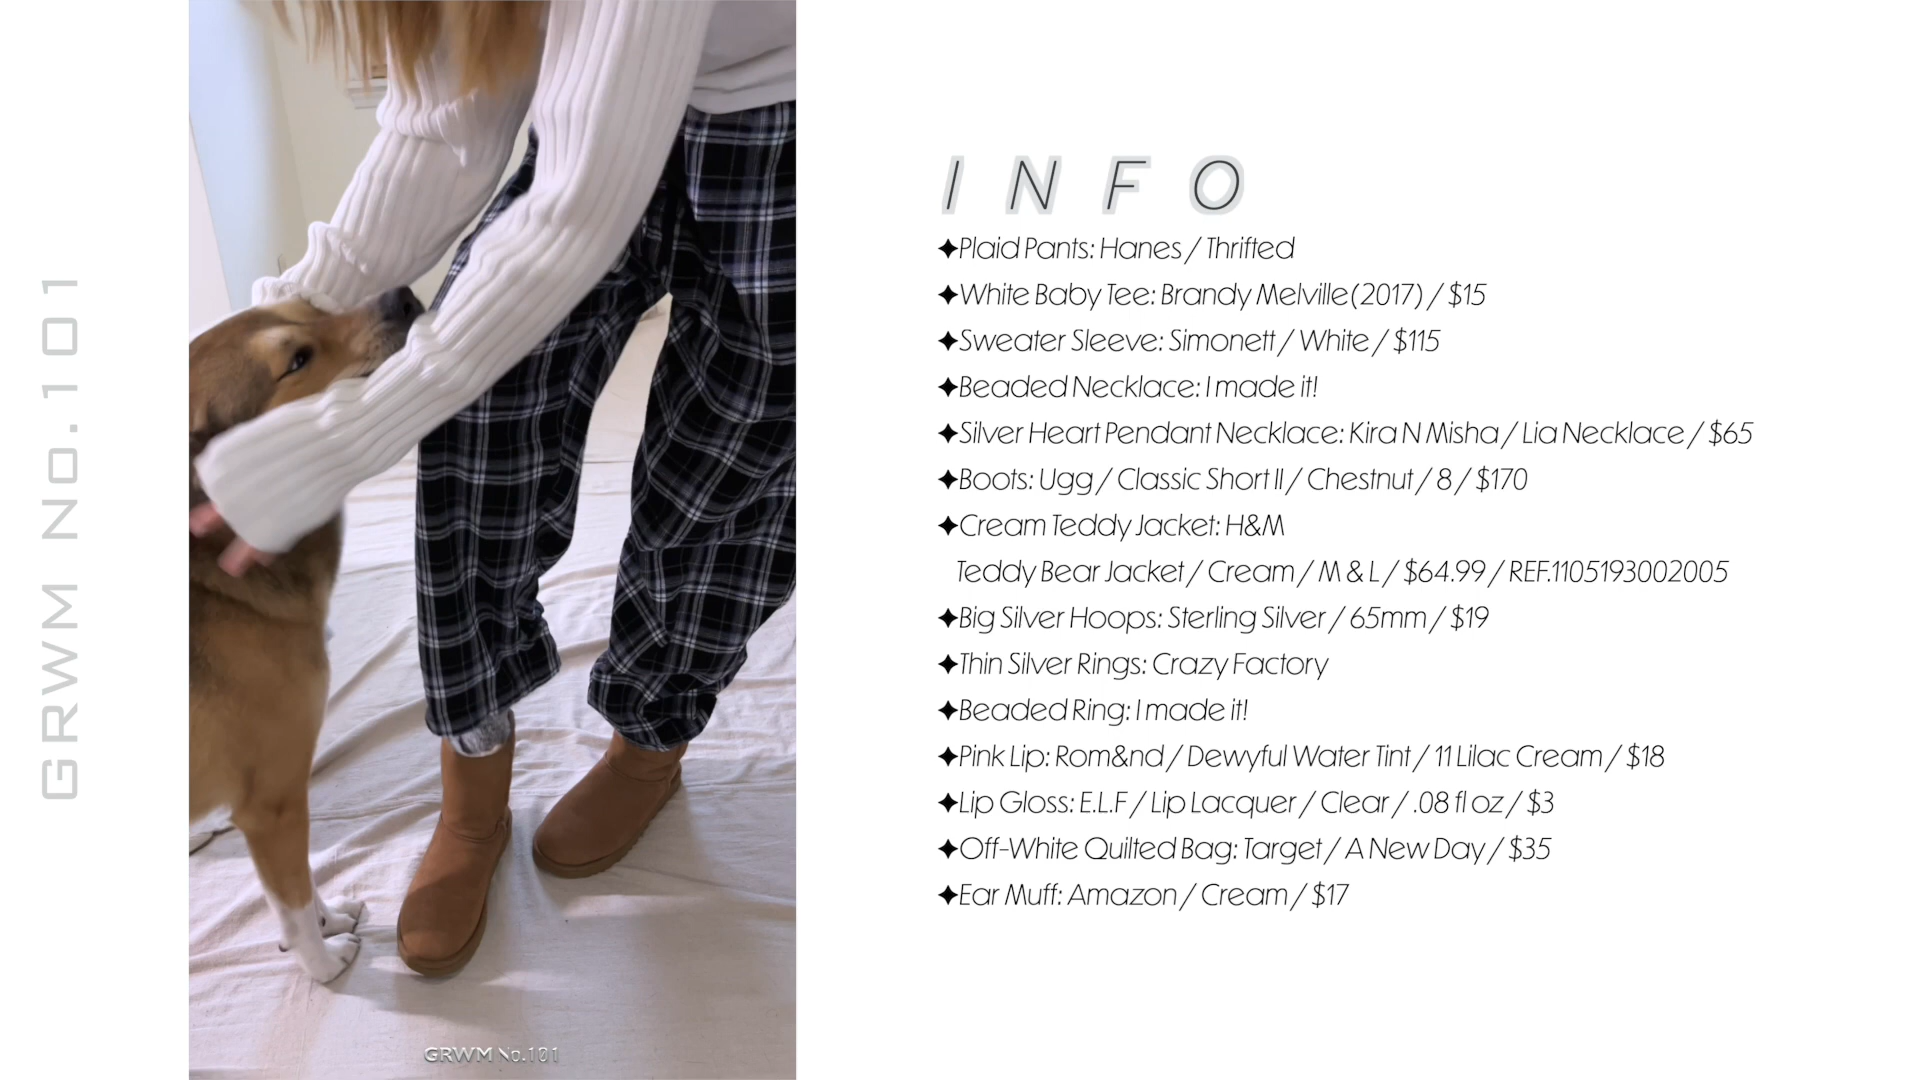 GRWM No.101
INFO
✦Plaid Pants: Hanes / Thrifted
✦White Baby Tee: Brandy Melville(2017) / $15
✦Sweater Sleeve: Simonett / White / $115
✦Beaded Necklace: I made it!
✦Silver Heart Pendant Necklace: Kira N Misha / Lia Necklace / $65
✦Boots: Ugg / Classic Short II / Chestnut / 8 / $170
✦Cream Teddy Jacket: H&M
Teddy Bear Jacket / Cream / M & L / $64.99 / REF.1105193002005
✦Big Silver Hoops: Sterling Silver / 65mm / $19
✦Thin Silver Rings: Crazy Factory
✦Beaded Ring: I made it!
✦Pink Lip: Rom&nd / Dewyful Water Tint / 11 Lilac Cream / $18
✦Lip Gloss: E.L.F / Lip Lacquer / Clear / .08 fl oz / $3
✦Off-White Quilted Bag: Target / A New Day / $35
✦Ear Muff: Amazon / Cream / $17
GRWM No.101